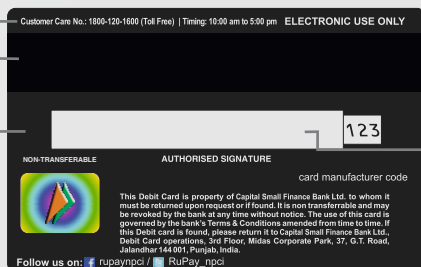 Customer Care No.: 1800-120-1600 (Toll Free) | Timing: 10:00 am to 5:00 pm ELECTRONIC USE ONLY
123
NON-TRANSFERABLE AUTHORISED SIGNATURE
card manufacturer code
This Debit Card is property of Capital Small Finance Bank Ltd. to whom it
must be returned upon request or if found. It is non transferable and may
be revoked by the bank at any time without notice. The use of this card is
governed by the bank's Terms & Conditions amended from time to time. If
this Debit Card is found, please return it to Capital Small Finance Bank Ltd.,
Debit Card operations, 3rd Floor, Midas Corporate Park, 37, G.T. Road,
Jalandhar 144 001, Punjab, India.
Follow us on: f rupaynpci / RuPay_npci